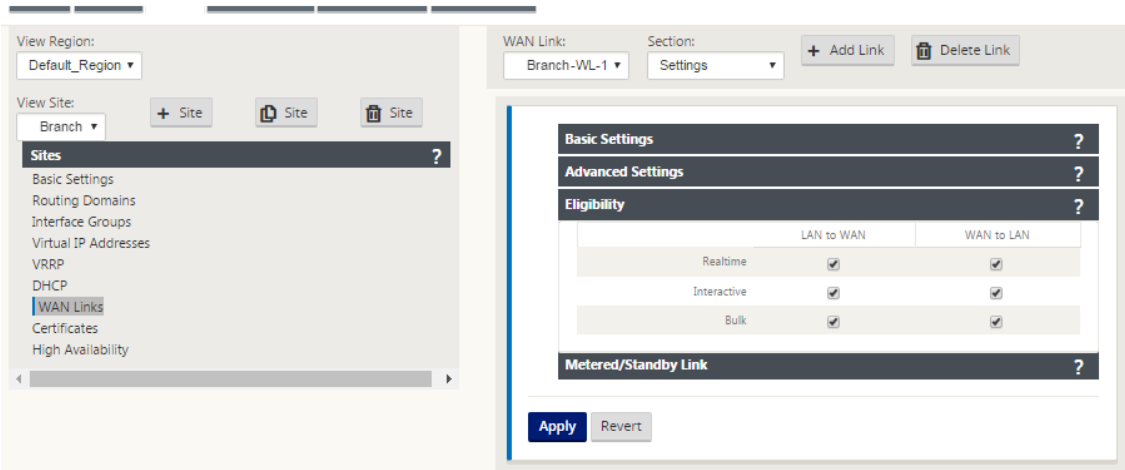 View Region:
Default_Region
View Site:
Branch
+ Site
Site
Site
Sites ?
Basic Settings
Routing Domains
Interface Groups
Virtual IP Addresses
VRRP
DHCP
WAN Links
Certificates
High Availability
WAN Link: Section:
Branch-WL-1 Settings + Add Link Delete Link
Basic Settings ?
Advanced Settings ?
Eligibility ?
LAN to WAN WAN to LAN
Realtime
Interactive
Bulk
Metered/Standby Link ?
Apply Revert